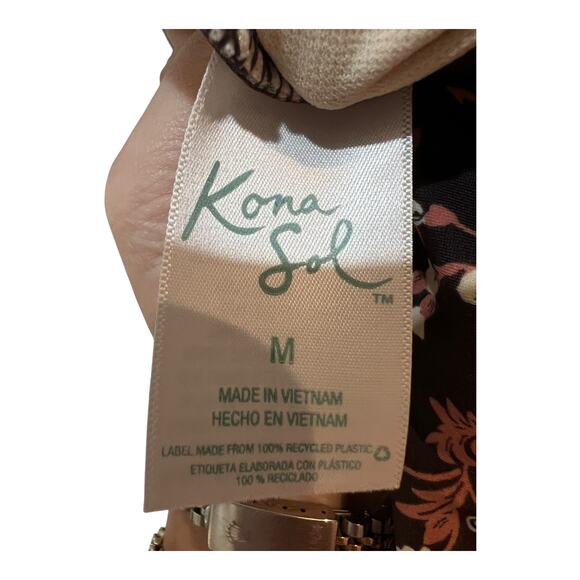 Kona
Sol
TM
M
MADE IN VIETNAM
HECHO EN VIETNAM
LABEL MADE FROM 100% RECYCLED PLASTIC
ETIQUETA ELABORADA CON PLÁSTICO
100 % RECICLADO